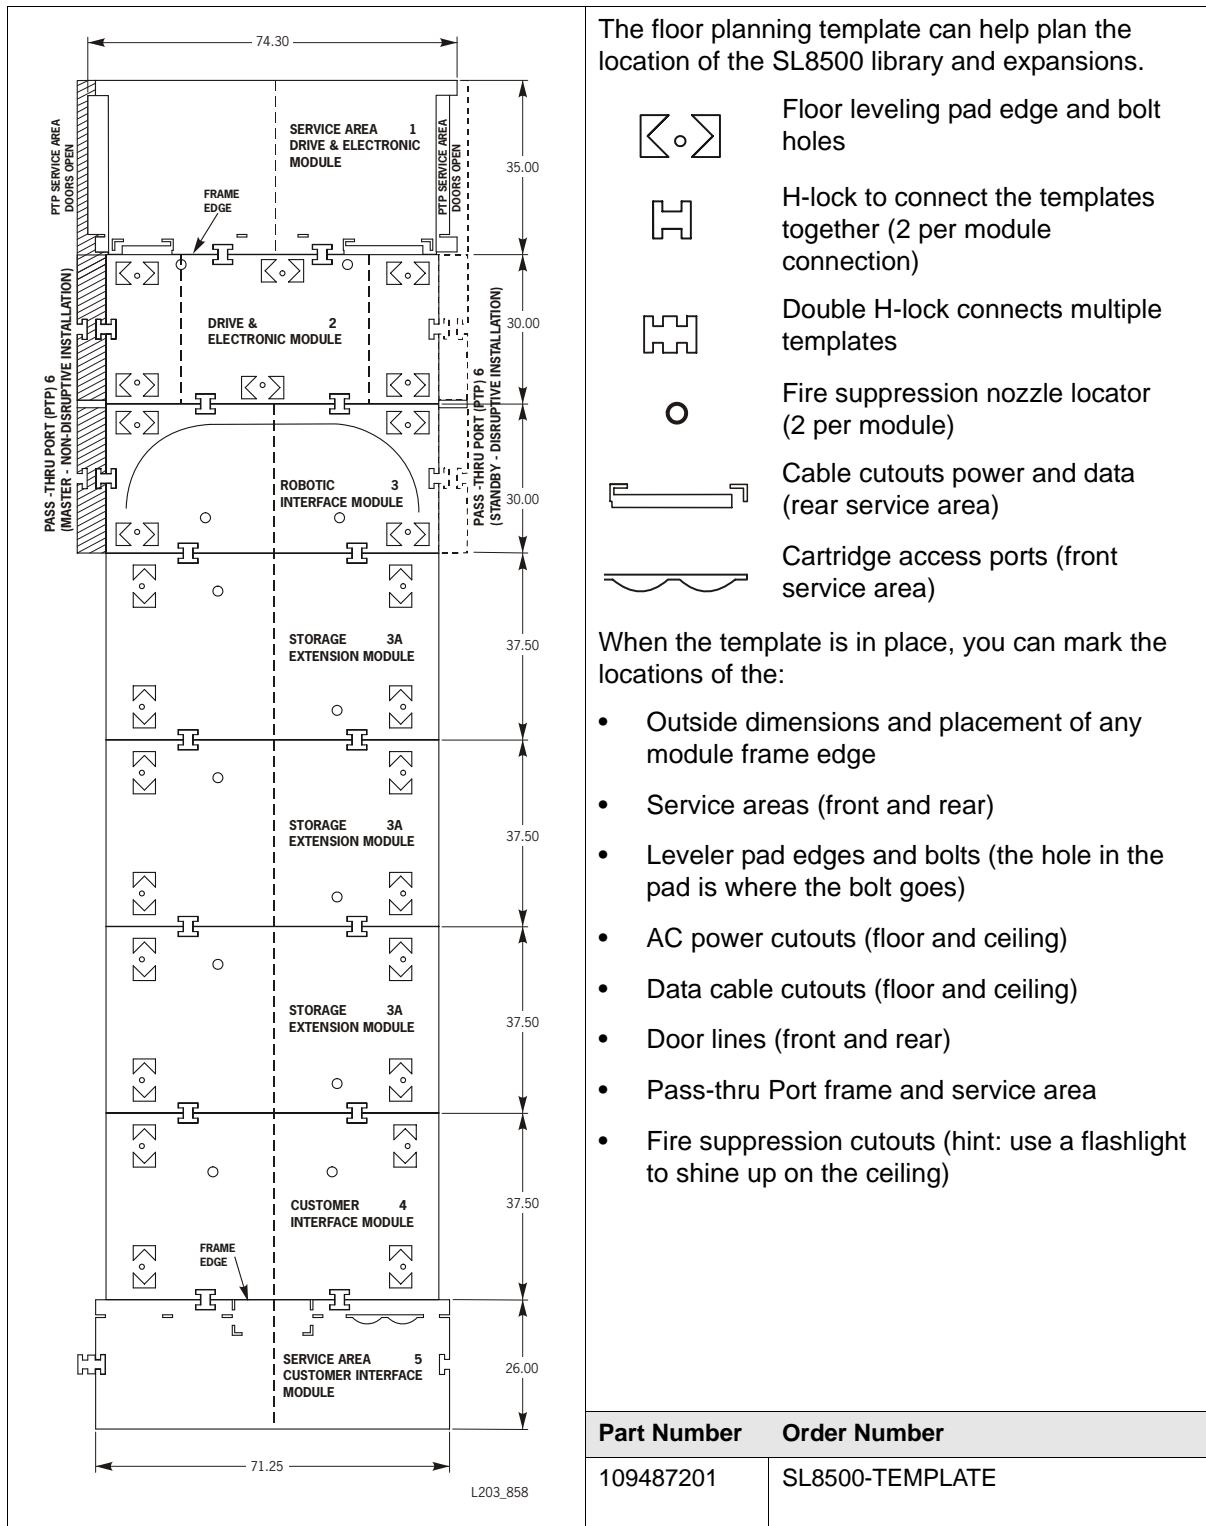 74.30
SERVICE AREA 1
DRIVE & ELECTRONIC
MODULE
PTP SERVICE AREA
DOORS OPEN
PTP SERVICE AREA
DOORS OPEN
35.00
FRAME
EDGE
DRIVE & 2
ELECTRONIC MODULE
30.00
PASS -THRU PORT (PTP) 6
(MASTER - NON-DISRUPTIVE INSTALLATION)
PASS -THRU PORT (PTP) 6
(STANDBY - DISRUPTIVE INSTALLATION)
ROBOTIC 3
INTERFACE MODULE
30.00
STORAGE 3A
EXTENSION MODULE
37.50
STORAGE 3A
EXTENSION MODULE
37.50
STORAGE 3A
EXTENSION MODULE
37.50
CUSTOMER 4
INTERFACE MODULE
37.50
FRAME
EDGE
SERVICE AREA 5
CUSTOMER INTERFACE
MODULE
26.00
71.25
L203_858
The floor planning template can help plan the
location of the SL8500 library and expansions.
Floor leveling pad edge and bolt
holes
H-lock to connect the templates
together (2 per module
connection)
Double H-lock connects multiple
templates
Fire suppression nozzle locator
(2 per module)
Cable cutouts power and data
(rear service area)
Cartridge access ports (front
service area)
When the template is in place, you can mark the
locations of the:
• Outside dimensions and placement of any
module frame edge
• Service areas (front and rear)
• Leveler pad edges and bolts (the hole in the
pad is where the bolt goes)
• AC power cutouts (floor and ceiling)
• Data cable cutouts (floor and ceiling)
• Door lines (front and rear)
• Pass-thru Port frame and service area
• Fire suppression cutouts (hint: use a flashlight
to shine up on the ceiling)
Part Number Order Number
109487201 SL8500-TEMPLATE